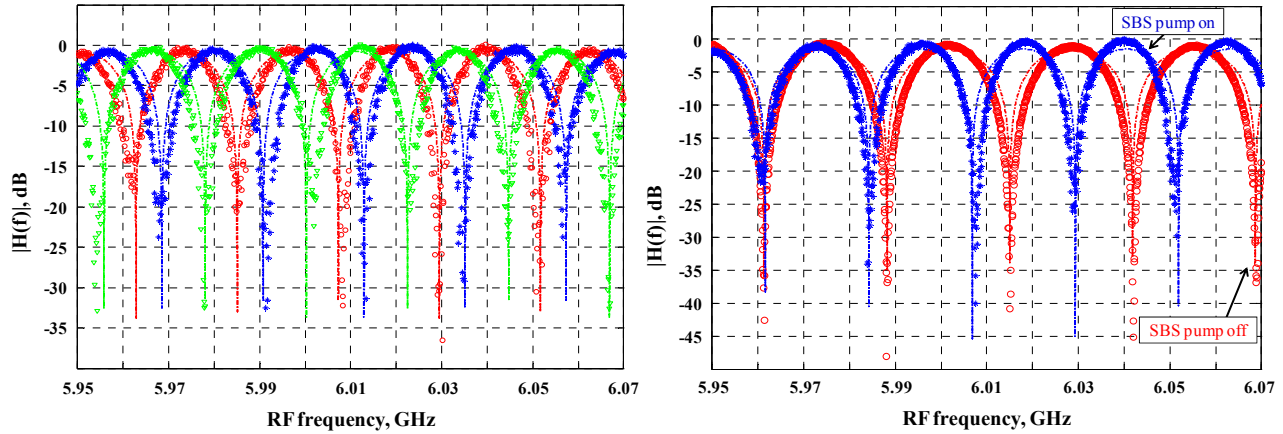 0
-5
-10
-15
-20
-25
-30
-35
|H(f)|, dB
5.95 5.97 5.99 6.01 6.03 6.05 6.07
RF frequency, GHz
5
0
-5
-10
-15
-20
-25
-30
-35
-40
-45
|H(f)|, dB
SBS pump on
SBS pump off
5.95 5.97 5.99 6.01 6.03 6.05 6.07
RF frequency, GHz